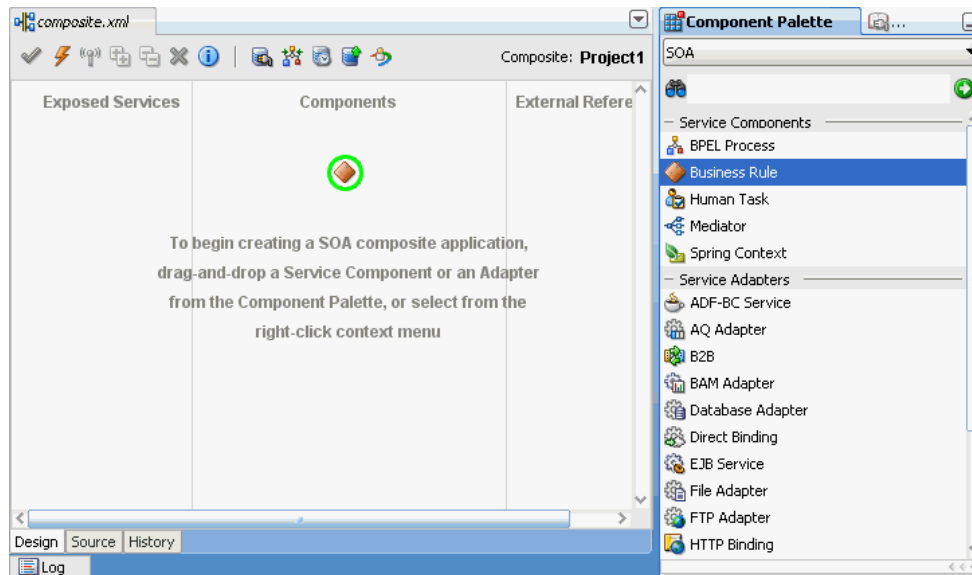 composite.xml
Composite: Project1
Exposed Services
Components
External Refere
To begin creating a SOA composite application,
drag-and-drop a Service Component or an Adapter
from the Component Palette, or select from the
right-click context menu
Design Source History
Log
Component Palette ...
SOA
Service Components
BPEL Process
Business Rule
Human Task
Mediator
Spring Context
Service Adapters
ADF-BC Service
AQ Adapter
B2B
BAM Adapter
Database Adapter
Direct Binding
EJB Service
File Adapter
FTP Adapter
HTTP Binding